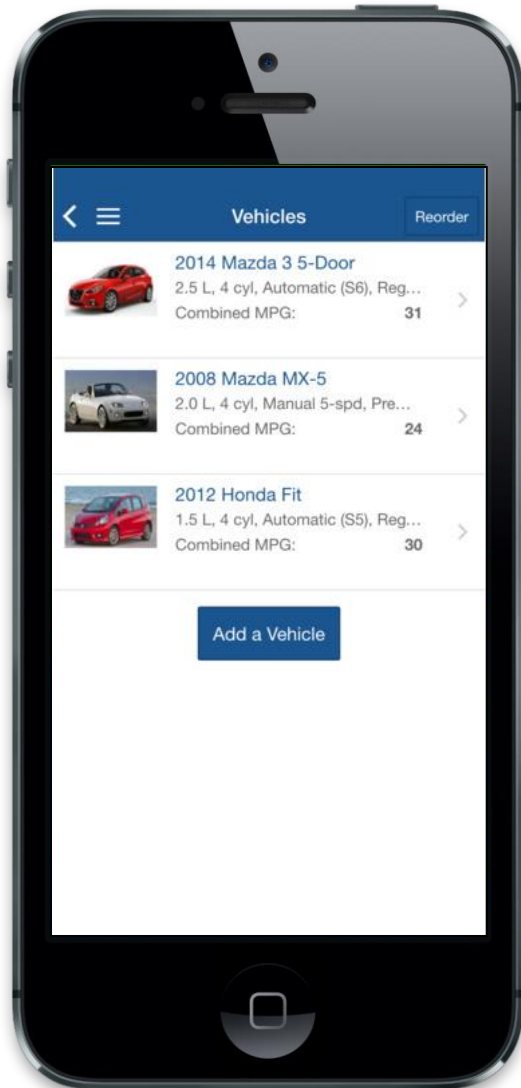 Vehicles
Reorder
2014 Mazda 3 5-Door
2.5 L, 4 cyl, Automatic (S6), Reg...
Combined MPG: 31
2008 Mazda MX-5
2.0 L, 4 cyl, Manual 5-spd, Pre...
Combined MPG: 24
2012 Honda Fit
1.5 L, 4 cyl, Automatic (S5), Reg...
Combined MPG: 30
Add a Vehicle